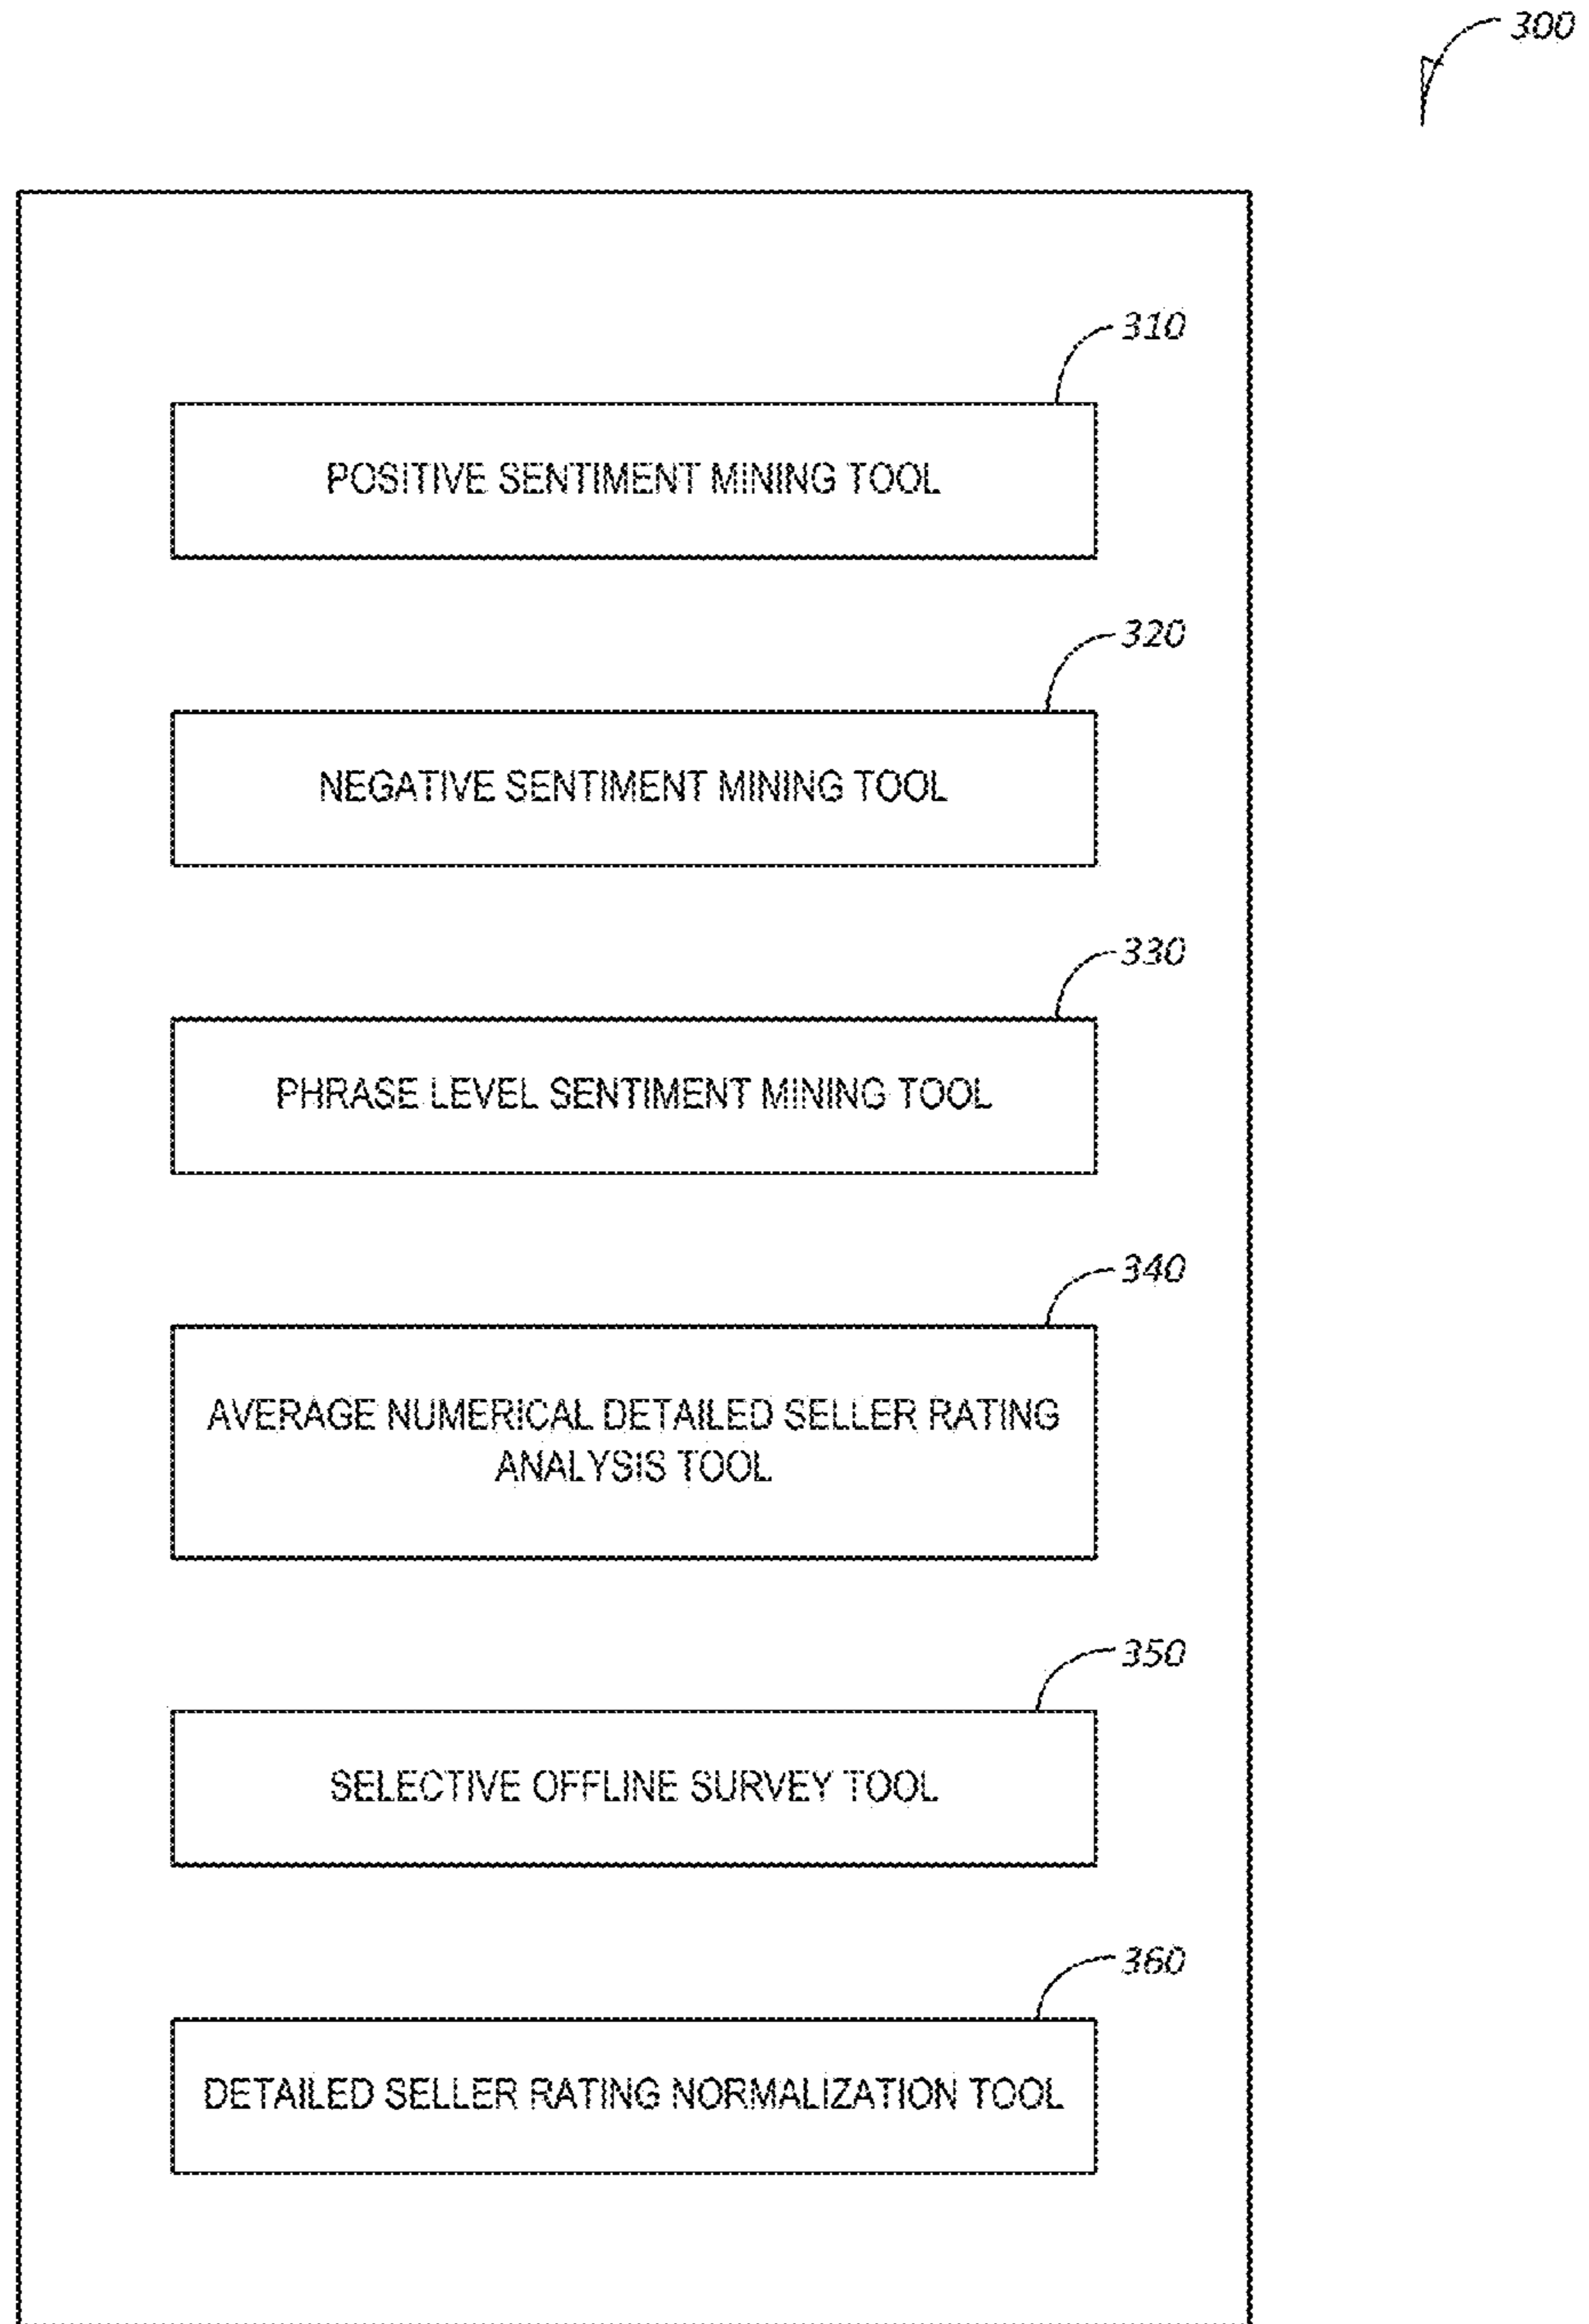 300
310
POSITIVE SENTIMENT MINING TOOL
320
NEGATIVE SENTIMENT MINING TOOL
330
PHRASE LEVEL SENTIMENT MINING TOOL
340
AVERAGE NUMERICAL DETAILED SELLER RATING
ANALYSIS TOOL
350
SELECTIVE OFFLINE SURVEY TOOL
360
DETAILED SELLER RATING NORMALIZATION TOOL